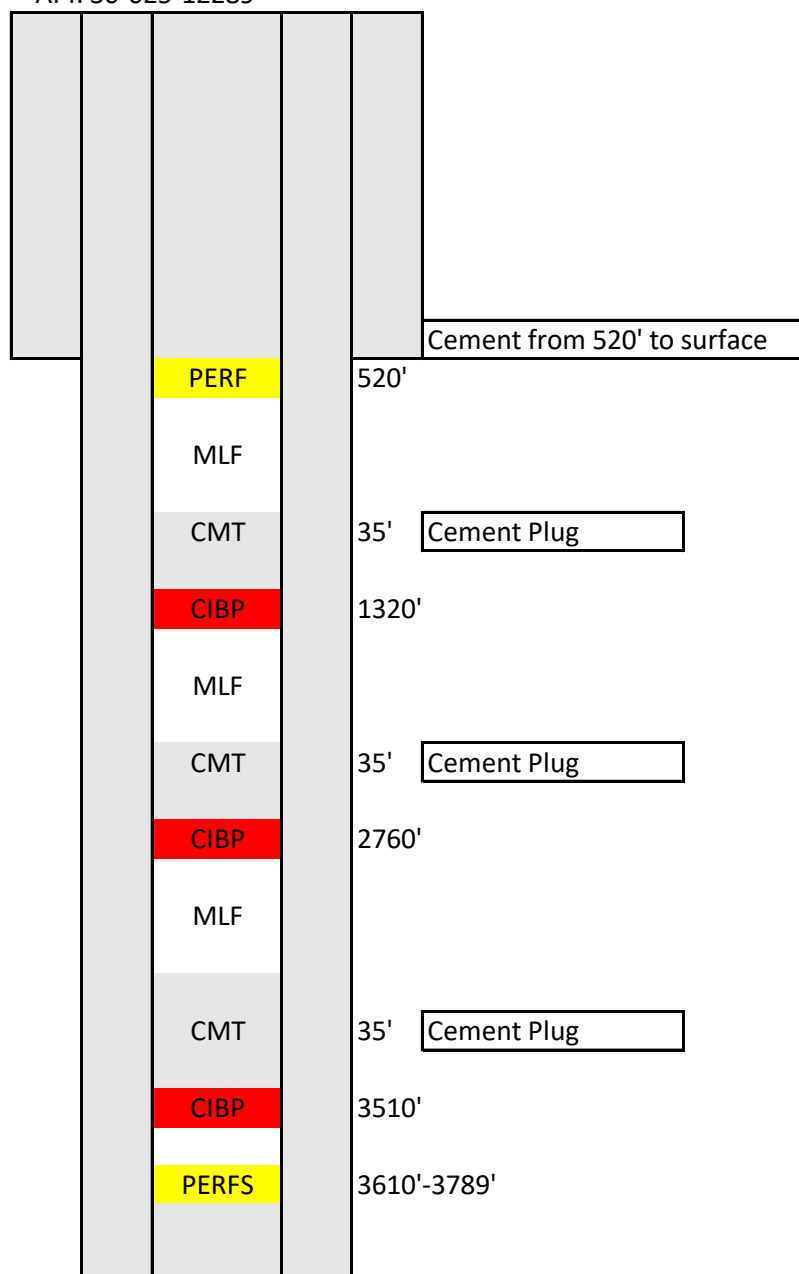 Cement from 520' to surface
PERF 520'
MLF
CMT 35' Cement Plug
CIBP 1320'
MLF
CMT 35' Cement Plug
CIBP 2760'
MLF
CMT 35' Cement Plug
CIBP 3510'
PERFS 3610'-3789'